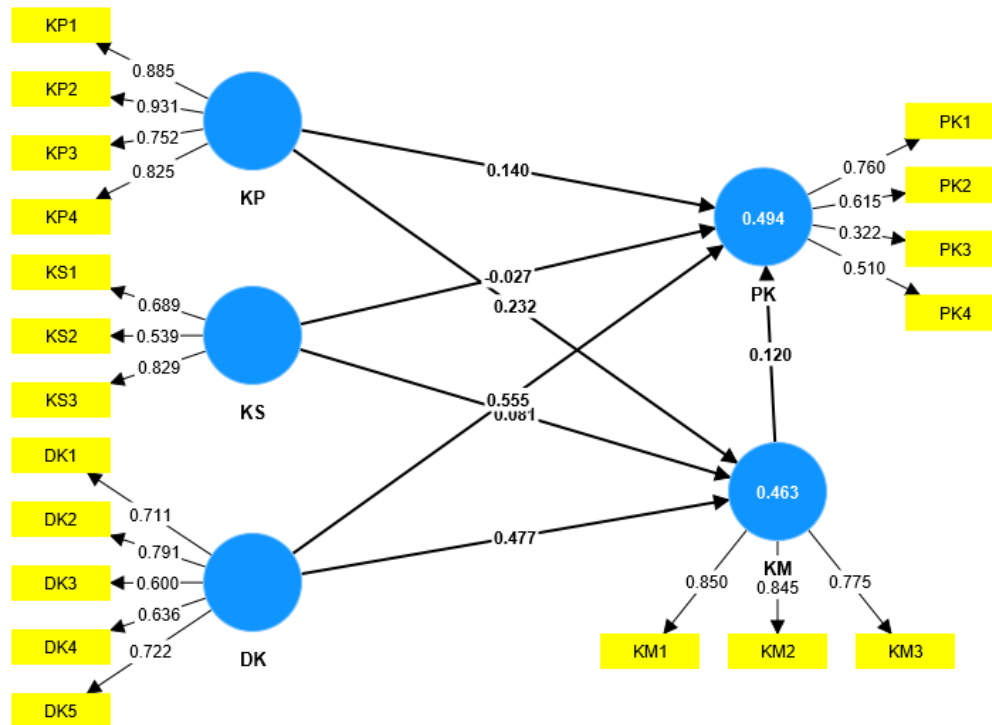 KP1
KP2
KP3
KP4
0.885
0.931
0.752
0.825
KP
KS1
KS2
KS3
0.689
0.539
0.829
KS
DK1
DK2
DK3
DK4
DK5
0.711
0.791
0.600
0.636
0.722
DK
0.140
-0.027
0.232
0.555
0.081
0.477
0.120
0.494
PK
0.760
0.615
0.322
0.510
PK1
PK2
PK3
PK4
0.463
KM
0.850
0.845
0.775
KM1
KM2
KM3